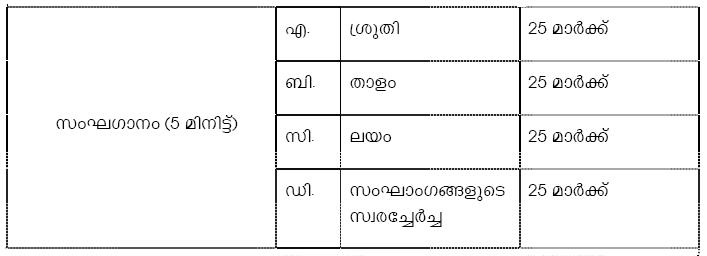 എ. ശ്രുതി 25 മാർക്ക്
ബി. താളം 25 മാർക്ക്
സംഘഗാനം (5 മിനിട്ട്)
സി. ലയം 25 മാർക്ക്
ഡി. സംഘാംഗങ്ങളുടെ 25 മാർക്ക്
സ്വരച്ചേർച്ച